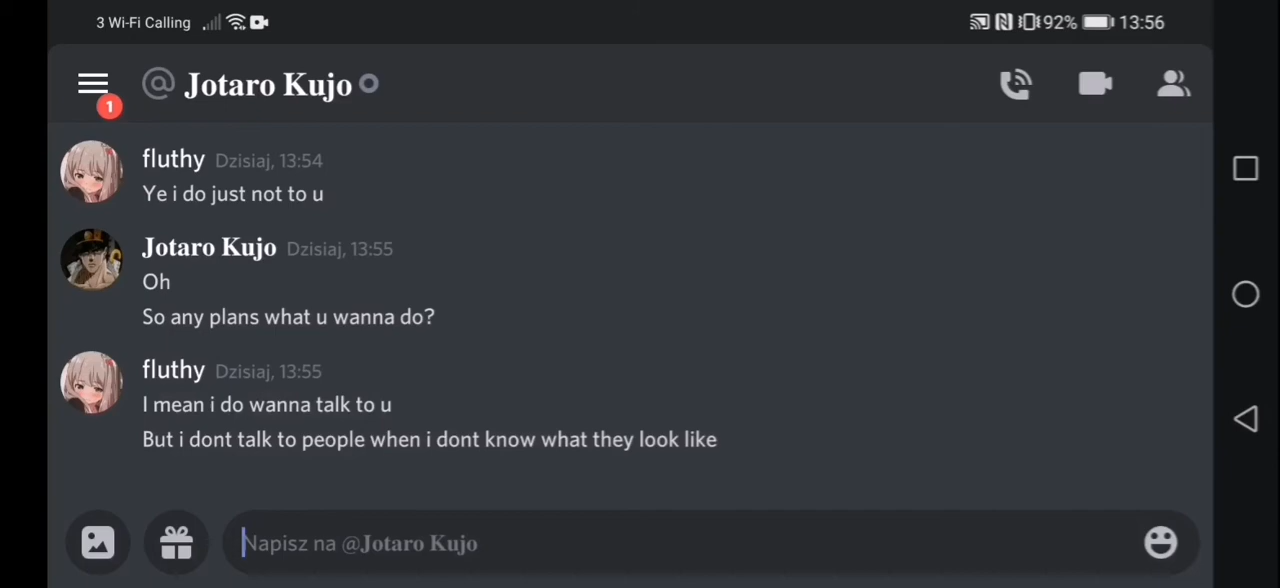 3 Wi-Fi Calling 92% 13:56
@ Jotaro Kujo
1
fluthy Dzisiaj, 13:54
Ye i do just not to u
Jotaro Kujo Dzisiaj, 13:55
Oh
So any plans what u wanna do?
fluthy Dzisiaj, 13:55
I mean i do wanna talk to u
But i dont talk to people when i dont know what they look like
Napisz na @Jotaro Kujo